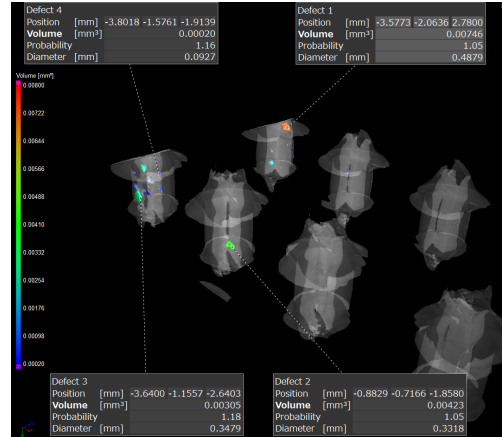 Defect 4
Position [mm] -3.8018 -1.5761 -1.9139
Volume [mm³] 0.00020
Probability 1.16
Diameter [mm] 0.0927
Defect 1
Position [mm] -3.5773 -2.0636 2.7800
Volume [mm³] 0.00746
Probability 1.05
Diameter [mm] 0.4879
Volume [mm³]
0.00800
0.00722
0.00644
0.00566
0.00488
0.00410
0.00332
0.00254
0.00176
0.00098
0.00020
Defect 3
Position [mm] -3.6400 -1.1557 -2.6403
Volume [mm³] 0.00305
Probability 1.18
Diameter [mm] 0.3479
Defect 2
Position [mm] -0.8829 -0.7166 -1.8580
Volume [mm³] 0.00423
Probability 1.05
Diameter [mm] 0.3318